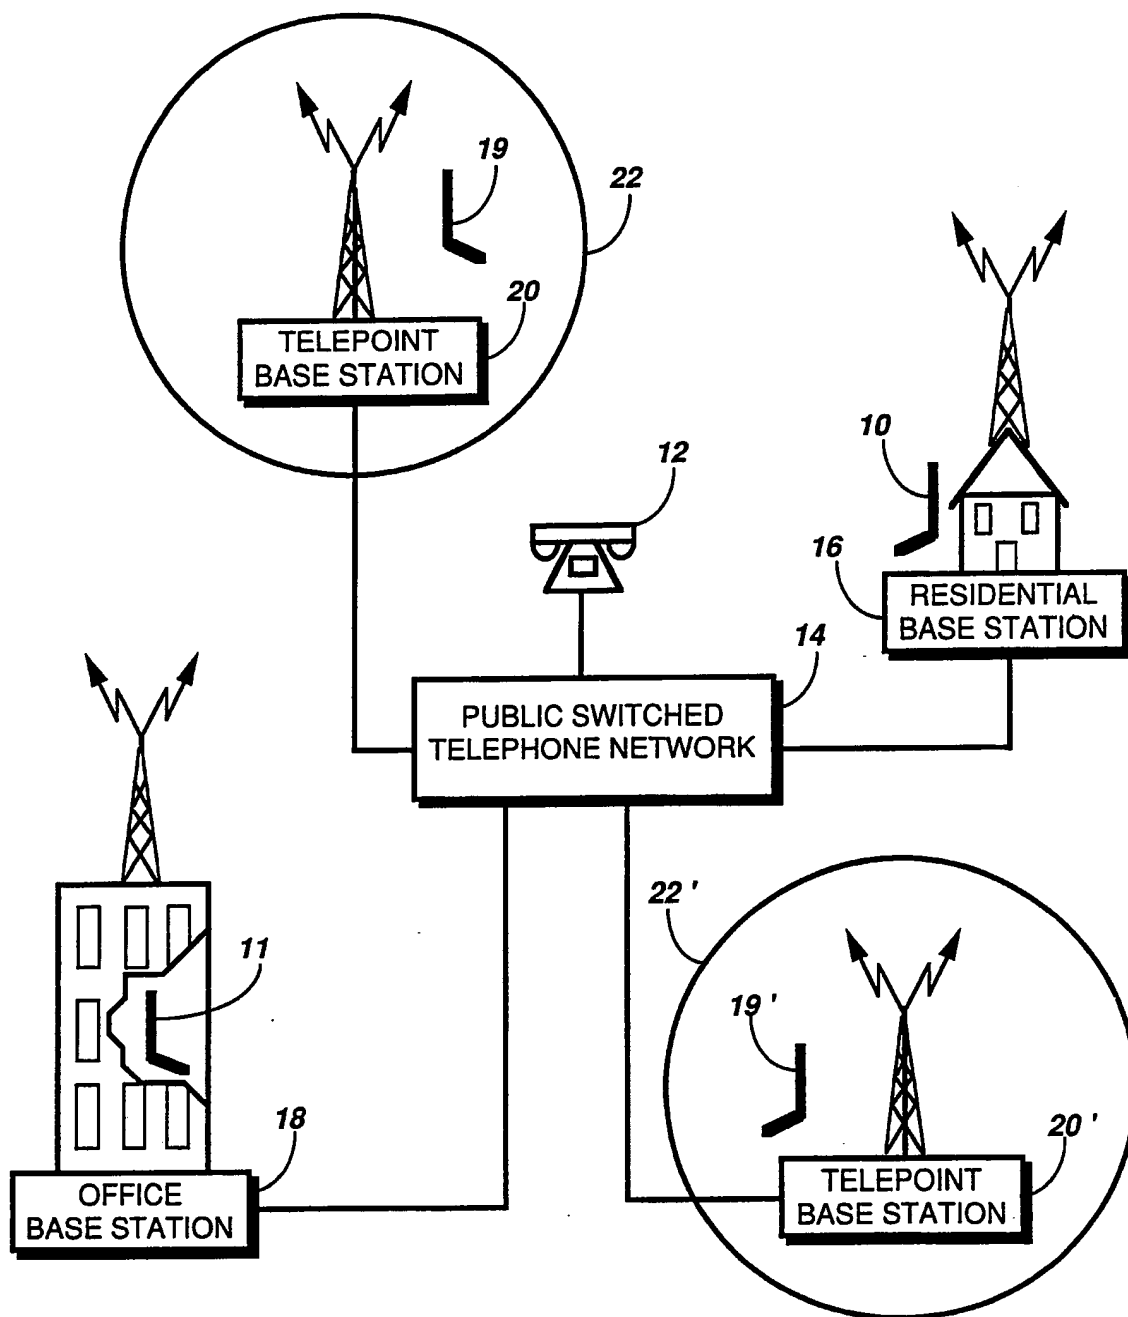 19
22
20
TELEPOINT
BASE STATION
10
12
16
RESIDENTIAL
BASE STATION
14
PUBLIC SWITCHED
TELEPHONE NETWORK
22 '
11
19 '
18
20 '
OFFICE
BASE STATION
TELEPOINT
BASE STATION